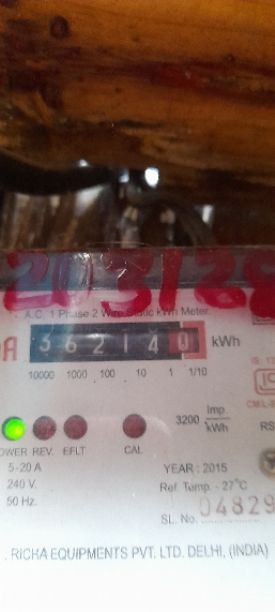 203128
A.C. 1 Phase 2 Wire Static kWh Meter.
362140 kWh
10000 1000 100 10 1 1/10
POWER REV. EFLT CAL
3200 Imp./kWh
5-20 A
240 V.
50 Hz.
YEARː 2015
Ref. Temp. - 27°C
SL. No. 04829
. RICHA EQUIPMENTS PVT. LTD. DELHI, (INDIA)